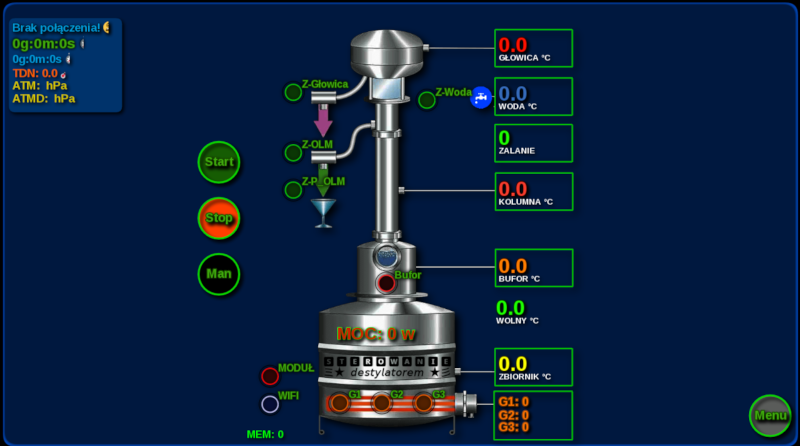 Brak połączenia!
0g:0m:0s
0g:0m:0s
TDN: 0.0
ATM: hPa
ATMD: hPa
Start
Stop
Man
Z-Głowica
Z-OLM
Z-P_OLM
Z-Woda
0.0
GŁOWICA °C
0.0
WODA °C
0
ZALANIE
0.0
KOLUMNA °C
Bufor
0.0
BUFOR °C
0.0
WOLNY °C
MOC: 0 w
STEROWANIE
destylatorem
0.0
ZBIORNIK °C
MODUŁ
WIFI
G1 G2 G3
G1: 0
G2: 0
G3: 0
MEM: 0
Menu